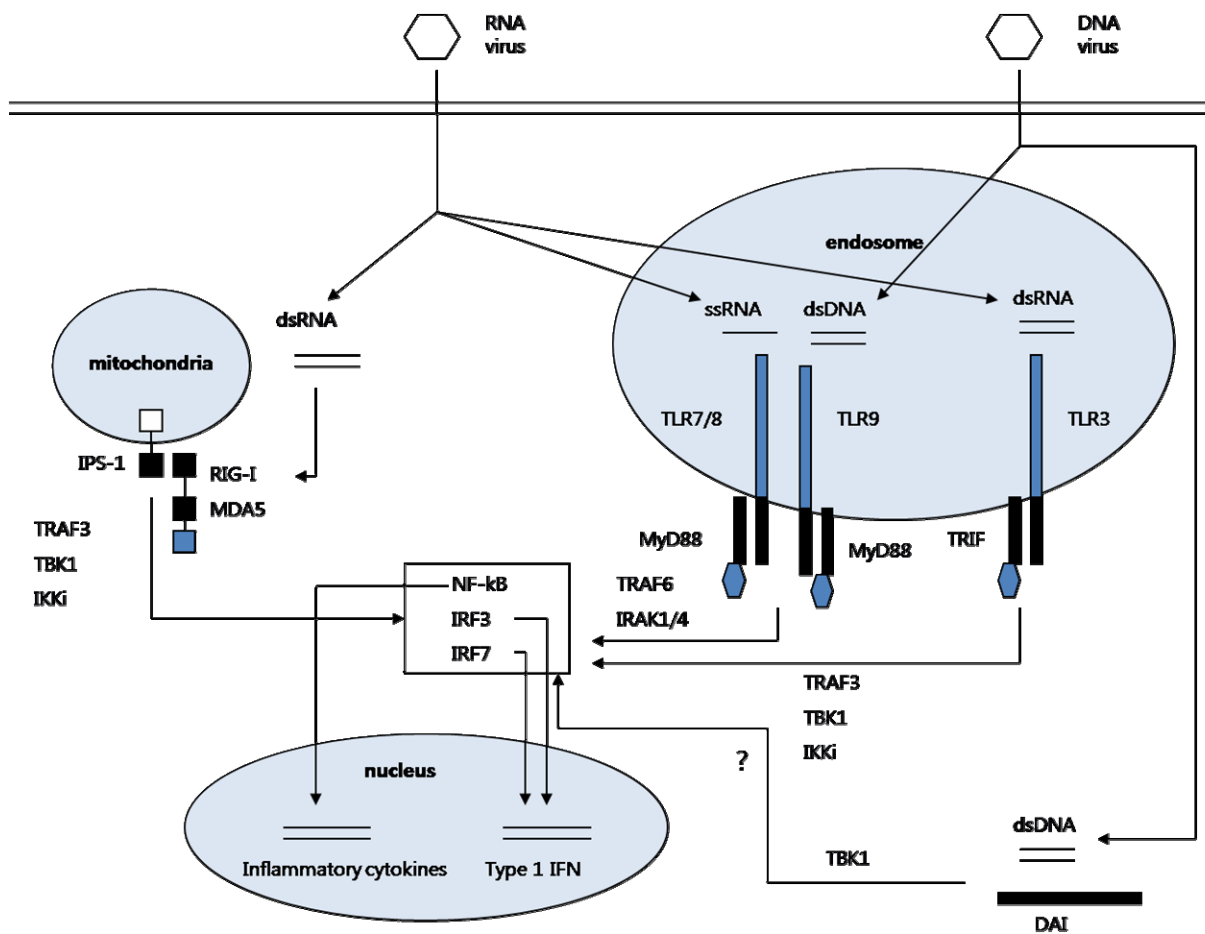 RNA
virus
DNA
virus
endosome
ssRNA
dsDNA
dsRNA
dsRNA
mitochondria
TLR7/8
TLR9
TLR3
IPS-1
RIG-I
MDA5
TRAF3
TBK1
IKKi
MyD88
MyD88
TRIF
TRAF6
IRAK1/4
NF-kB
IRF3
IRF7
TRAF3
TBK1
IKKi
?
nucleus
Inflammatory cytokines
Type 1 IFN
TBK1
dsDNA
DAI